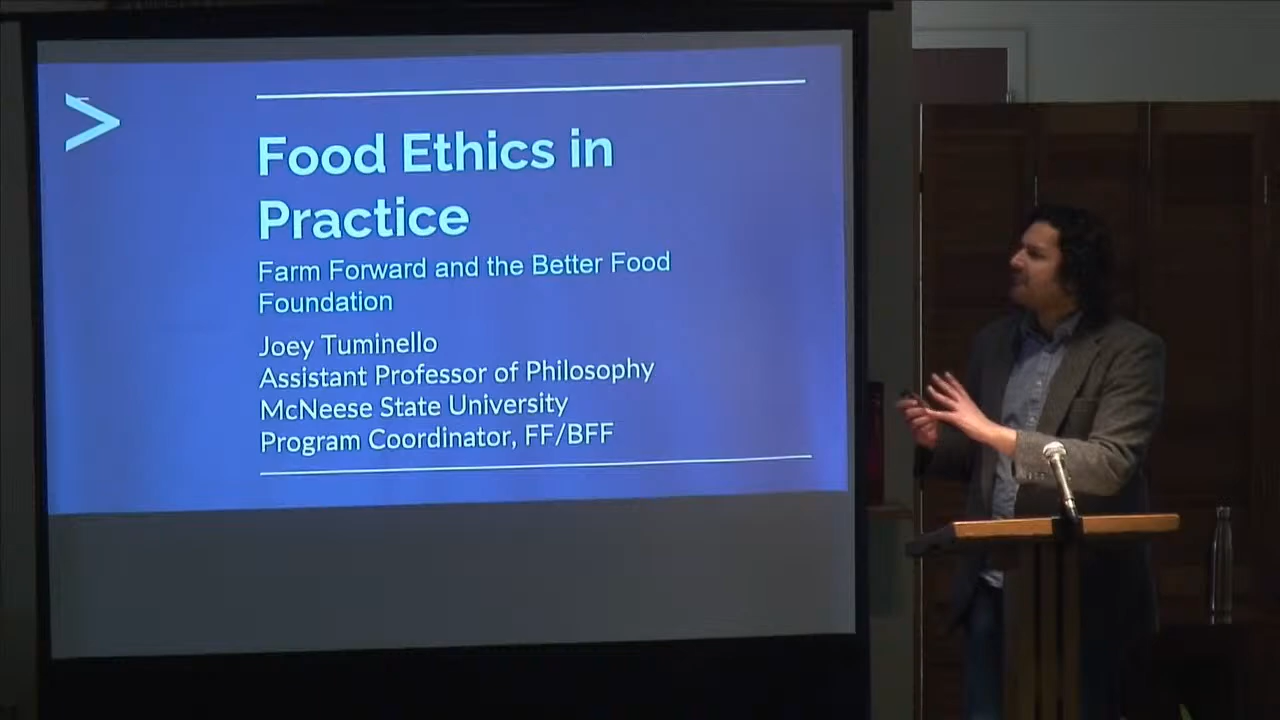 Food Ethics in
Practice
Farm Forward and the Better Food
Foundation
Joey Tuminello
Assistant Professor of Philosophy
McNeese State University
Program Coordinator, FF/BFF